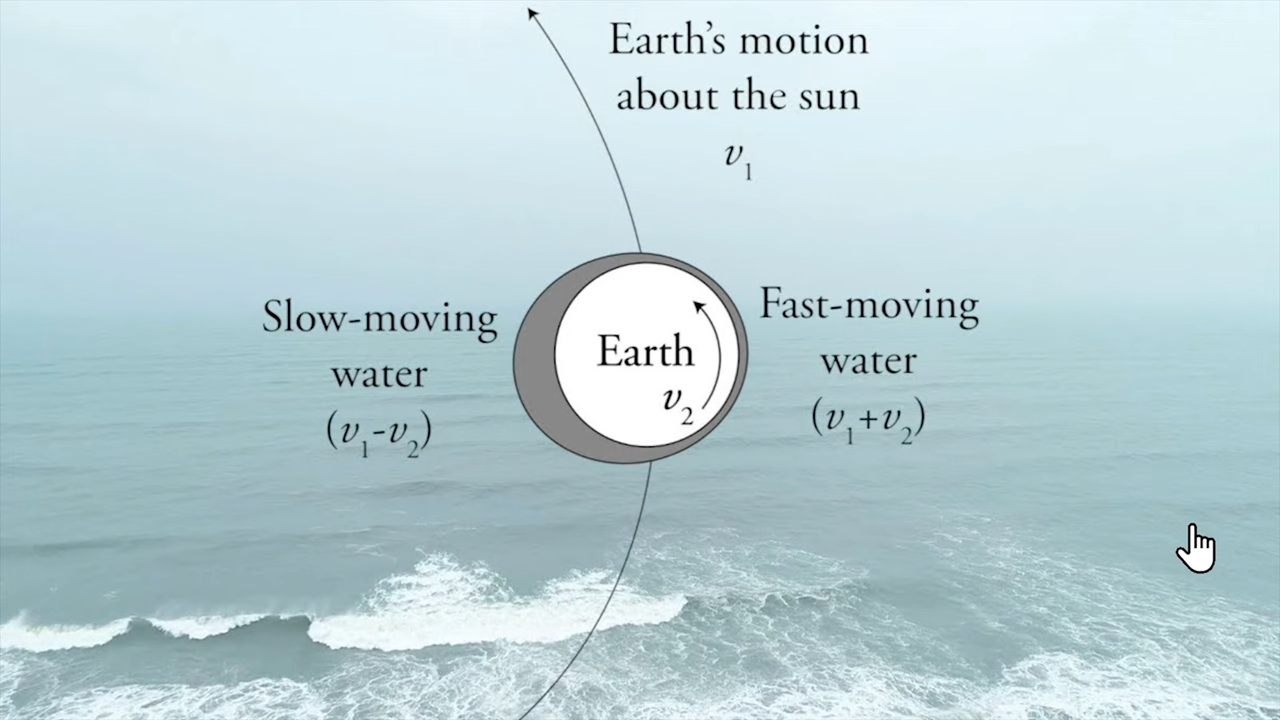 Earth’s motion
about the sun
v₁
Slow-moving
water
(v₁-v₂)
Earth
v₂
Fast-moving
water
(v₁+v₂)